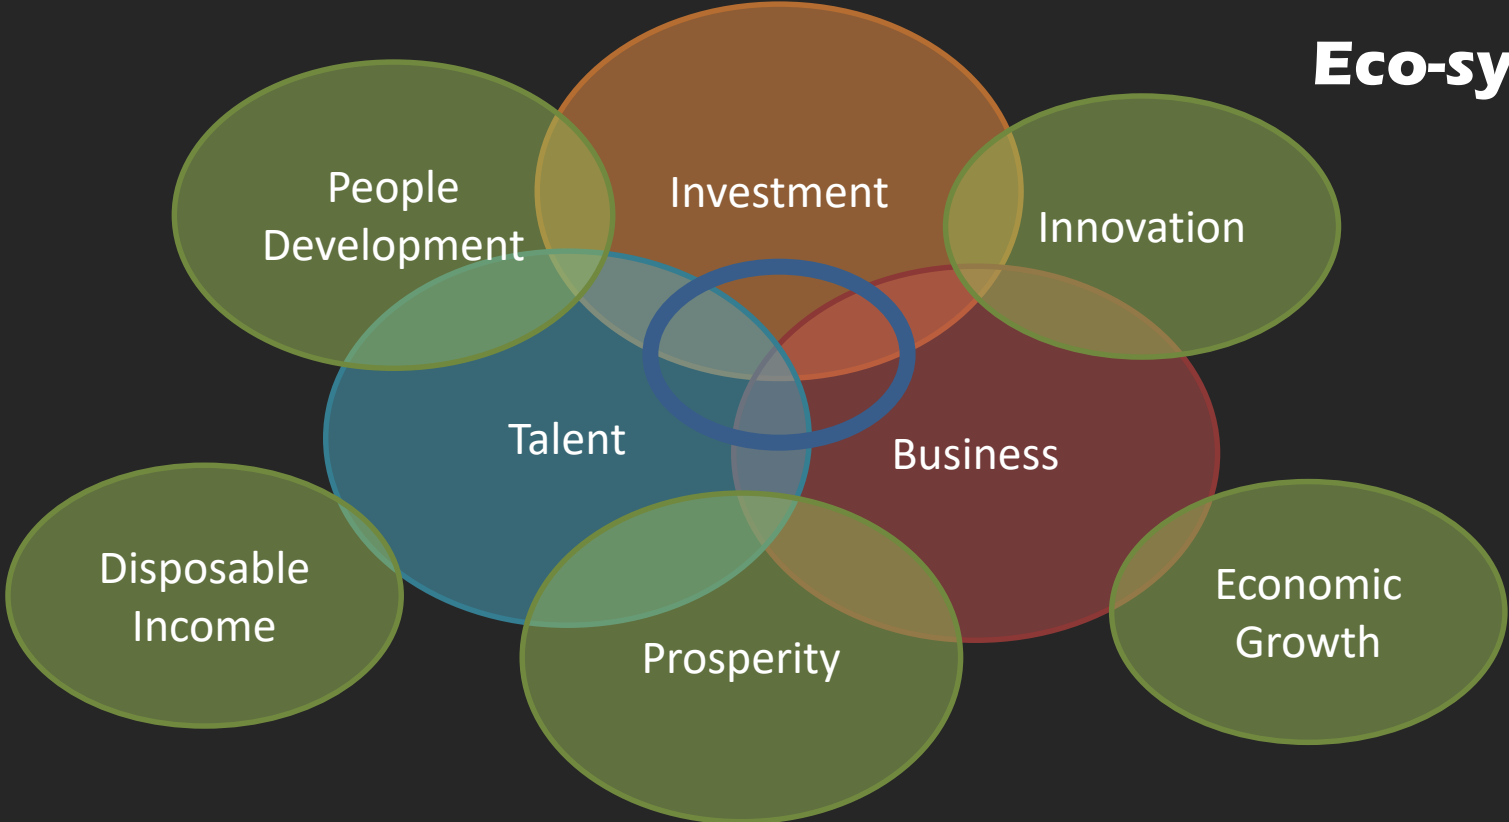 Eco-sy
People
Development
Investment
Innovation
Talent
Business
Disposable
Income
Prosperity
Economic
Growth